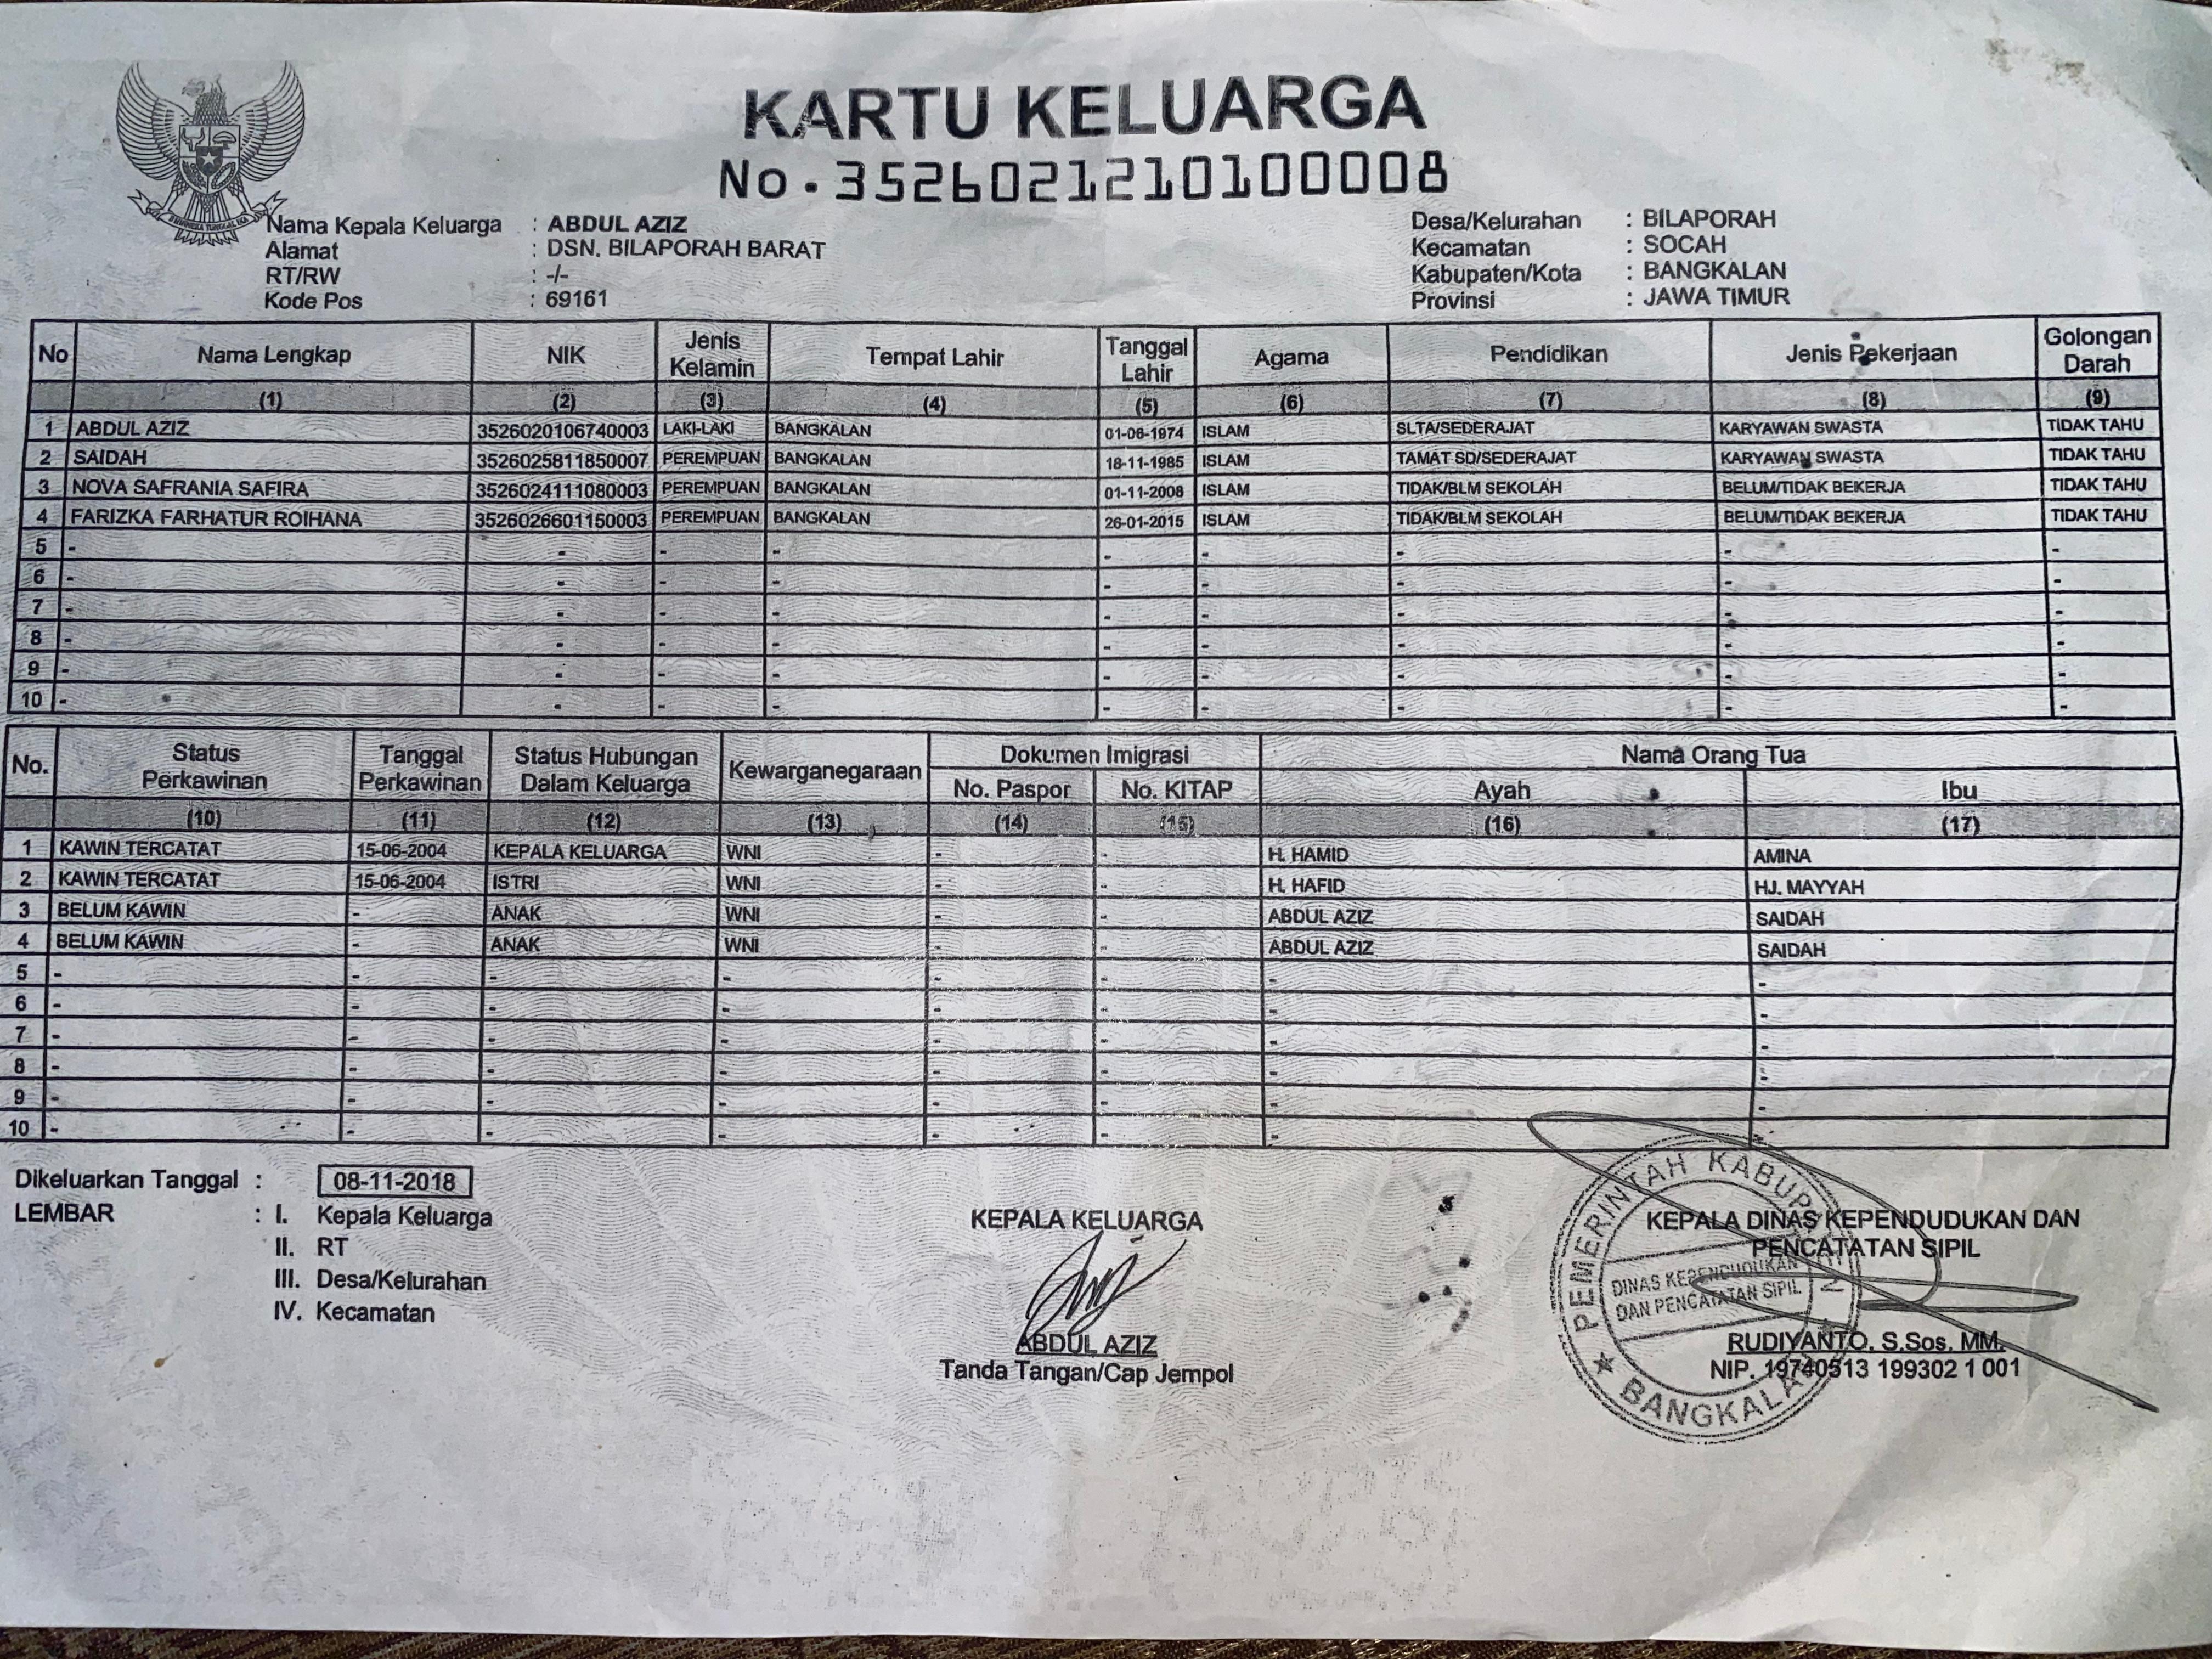 KARTU KELUARGA
No. 3526021210100008
Nama Kepala Keluarga : ABDUL AZIZ
Alamat : DSN. BILAPORAH BARAT
RT/RW : -/-
Kode Pos : 69161
Desa/Kelurahan : BILAPORAH
Kecamatan : SOCAH
Kabupaten/Kota : BANGKALAN
Provinsi : JAWA TIMUR
No Nama Lengkap NIK Jenis Kelamin Tempat Lahir Tanggal Lahir Agama Pendidikan Jenis Pekerjaan Golongan Darah
(1) (2) (3) (4) (5) (6) (7) (8) (9)
1 ABDUL AZIZ 3526020106740003 LAKI-LAKI BANGKALAN 01-06-1974 ISLAM SLTA/SEDERAJAT KARYAWAN SWASTA TIDAK TAHU
2 SAIDAH 3526025811850007 PEREMPUAN BANGKALAN 18-11-1985 ISLAM TAMAT SD/SEDERAJAT KARYAWAN SWASTA TIDAK TAHU
3 NOVA SAFRANIA SAFIRA 3526024111080003 PEREMPUAN BANGKALAN 01-11-2008 ISLAM TIDAK/BLM SEKOLAH BELUM/TIDAK BEKERJA TIDAK TAHU
4 FARIZKA FARHATUR ROIHANA 3526026601150003 PEREMPUAN BANGKALAN 26-01-2015 ISLAM TIDAK/BLM SEKOLAH BELUM/TIDAK BEKERJA TIDAK TAHU
5 - - - - - - - - -
6 - - - - - - - - -
7 - - - - - - - - -
8 - - - - - - - - -
9 - - - - - - - - -
10 - - - - - - - - -
No. Status Perkawinan Tanggal Perkawinan Status Hubungan Dalam Keluarga Kewarganegaraan Dokumen Imigrasi Nama Orang Tua
No. Paspor No. KITAP Ayah Ibu
(10) (11) (12) (13) (14) (15) (16) (17)
1 KAWIN TERCATAT 15-06-2004 KEPALA KELUARGA WNI - - H. HAMID AMINA
2 KAWIN TERCATAT 15-06-2004 ISTRI WNI - - H. HAFID HJ. MAYYAH
3 BELUM KAWIN - ANAK WNI - - ABDUL AZIZ SAIDAH
4 BELUM KAWIN - ANAK WNI - - ABDUL AZIZ SAIDAH
5 - - - - - - - -
6 - - - - - - - -
7 - - - - - - - -
8 - - - - - - - -
9 - - - - - - - -
10 - - - - - - - -
Dikeluarkan Tanggal : 08-11-2018
LEMBAR : I. Kepala Keluarga
II. RT
III. Desa/Kelurahan
IV. Kecamatan
KEPALA KELUARGA
ABDUL AZIZ
Tanda Tangan/Cap Jempol
KEPALA DINAS KEPENDUDUKAN DAN
PENCATATAN SIPIL
RUDIYANTO, S.Sos, MM.
NIP. 19740513 199302 1 001
PEMERINTAH
DINAS KEPENDUDUKAN
DAN PENCATATAN SIPIL